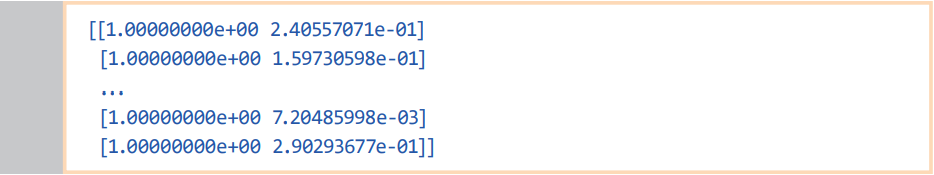 [[1.00000000e+00 2.40557071e-01]
[1.00000000e+00 1.59730598e-01]
...
[1.00000000e+00 7.20485998e-03]
[1.00000000e+00 2.90293677e-01]]